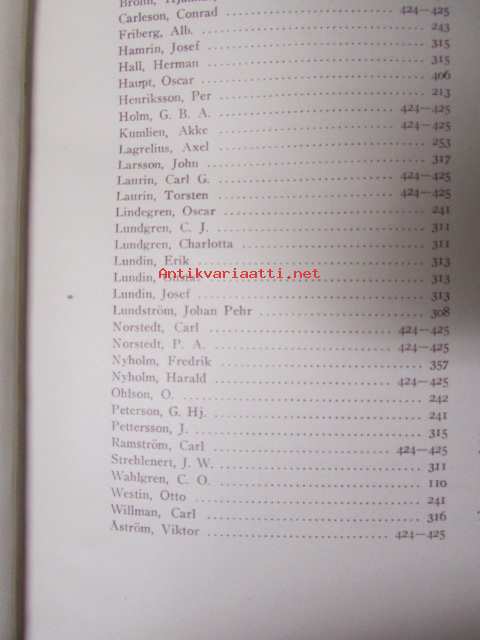 Carleson, Conrad ........ 424—425
Friberg, Alb. ........ 243
Hamrin, Josef ........ 315
Hall, Herman ........ 315
Haupt, Oscar ........ 406
Henriksson, Per ........ 213
Holm, G. B. A. ........ 424—425
Kumlien, Akke ........ 424—425
Lagrelius, Axel ........ 253
Larsson, John ........ 317
Laurin, Carl G. ........ 424—425
Laurin, Torsten ........ 424—425
Lindegren, Oscar ........ 241
Lundgren, C. J. ........ 311
Lundgren, Charlotta ........ 311
Lundin, Erik ........ 313
Antikvariaatti.net
Lundin, Gustaf ........ 313
Lundin, Josef ........ 313
Lundström, Johan Pehr ........ 308
Norstedt, Carl ........ 424—425
Norstedt, P. A. ........ 424—425
Nyholm, Fredrik ........ 357
Nyholm, Harald ........ 424—425
Ohlson, O. ........ 242
Peterson, G. Hj. ........ 241
Pettersson, J. ........ 315
Ramström, Carl ........ 424—425
Strehlenert, J. W. ........ 311
Wahlgren, C. O. ........ 110
Westin, Otto ........ 241
Willman, Carl ........ 316
Åström, Viktor ........ 424—425